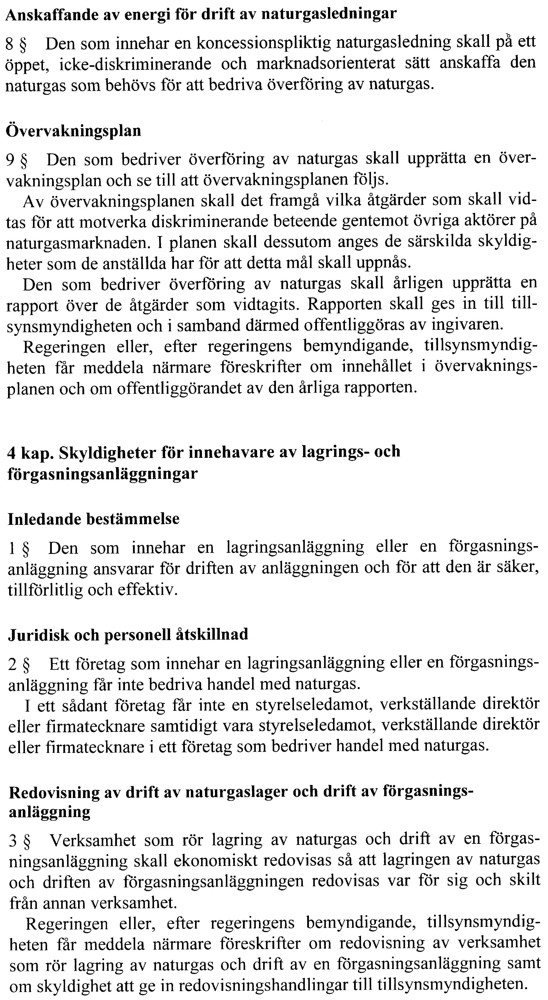 Anskaffande av energi för drift av naturgasledningar
8 § Den som innehar en koncessionspliktig naturgasledning skall på ett
öppet, icke-diskriminerande och marknadsorienterat sätt anskaffa den
naturgas som behövs för att bedriva överföring av naturgas.
Övervakningsplan
9 § Den som bedriver överföring av naturgas skall upprätta en över-
vakningsplan och se till att övervakningsplanen följs.
Av övervakningsplanen skall det framgå vilka åtgärder som skall vid-
tas för att motverka diskriminerande beteende gentemot övriga aktörer på
naturgasmarknaden. I planen skall dessutom anges de särskilda skyldig-
heter som de anställda har för att detta mål skall uppnås.
Den som bedriver överföring av naturgas skall årligen upprätta en
rapport över de åtgärder som vidtagits. Rapporten skall ges in till till-
synsmyndigheten och i samband därmed offentliggöras av ingivaren.
Regeringen eller, efter regeringens bemyndigande, tillsynsmyndig-
heten får meddela närmare föreskrifter om innehållet i övervaknings-
planen och om offentliggörandet av den årliga rapporten.
4 kap. Skyldigheter för innehavare av lagrings- och
förgasningsanläggningar
Inledande bestämmelse
1 § Den som innehar en lagringsanläggning eller en förgasnings-
anläggning ansvarar för driften av anläggningen och för att den är säker,
tillförlitlig och effektiv.
Juridisk och personell åtskillnad
2 § Ett företag som innehar en lagringsanläggning eller en förgasnings-
anläggning får inte bedriva handel med naturgas.
I ett sådant företag får inte en styrelseledamot, verkställande direktör
eller firmatecknare samtidigt vara styrelseledamot, verkställande direktör
eller firmatecknare i ett företag som bedriver handel med naturgas.
Redovisning av drift av naturgaslager och drift av förgasnings-
anläggning
3 § Verksamhet som rör lagring av naturgas och drift av en förgas-
ningsanläggning skall ekonomiskt redovisas så att lagringen av naturgas
och driften av förgasningsanläggningen redovisas var för sig och skilt
från annan verksamhet.
Regeringen eller, efter regeringens bemyndigande, tillsynsmyndig-
heten får meddela närmare föreskrifter om redovisning av verksamhet
som rör lagring av naturgas och drift av en förgasningsanläggning samt
om skyldighet att ge in redovisningshandlingar till tillsynsmyndigheten.